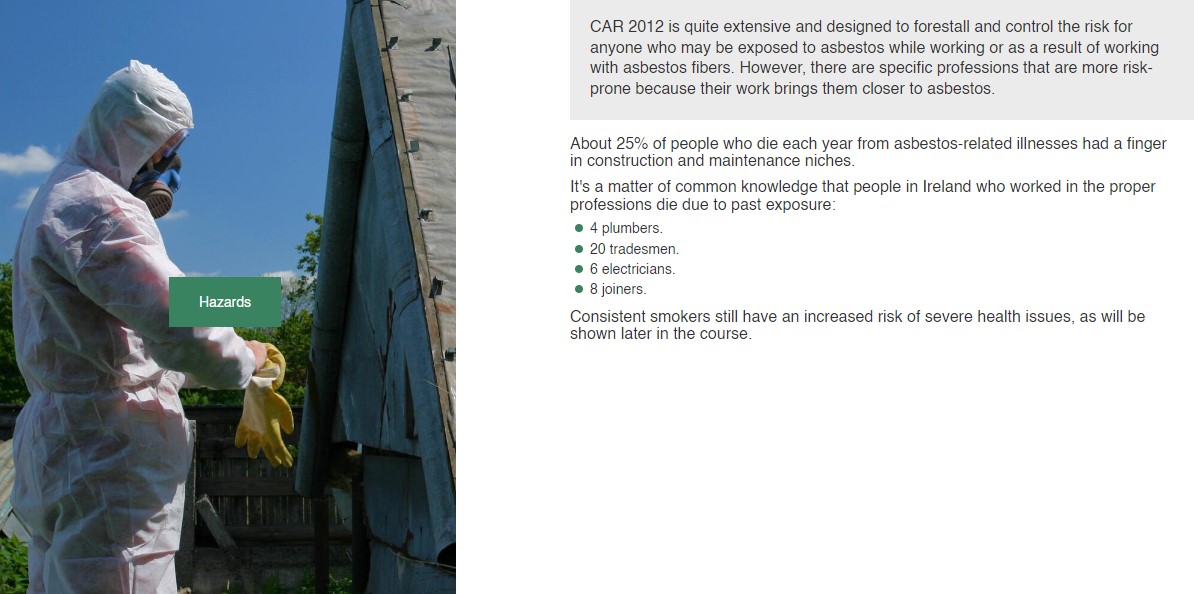 CAR 2012 is quite extensive and designed to forestall and control the risk for
anyone who may be exposed to asbestos while working or as a result of working
with asbestos fibers. However, there are specific professions that are more risk-
prone because their work brings them closer to asbestos.
About 25% of people who die each year from asbestos-related illnesses had a finger
in construction and maintenance niches.
It's a matter of common knowledge that people in Ireland who worked in the proper
professions die due to past exposure:
4 plumbers.
20 tradesmen.
6 electricians.
8 joiners.
Consistent smokers still have an increased risk of severe health issues, as will be
shown later in the course.
Hazards